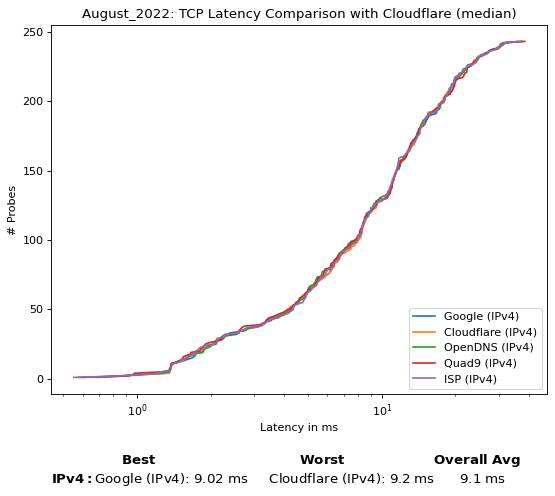 August_2022: TCP Latency Comparison with Cloudflare (median)
250
200
150
100
50
0
# Probes
Google (IPv4)
Cloudflare (IPv4)
OpenDNS (IPv4)
Quad9 (IPv4)
ISP (IPv4)
10⁰ 10¹
Latency in ms
Best Worst Overall Avg
IPv4: Google (IPv4): 9.02 ms Cloudflare (IPv4): 9.2 ms 9.1 ms